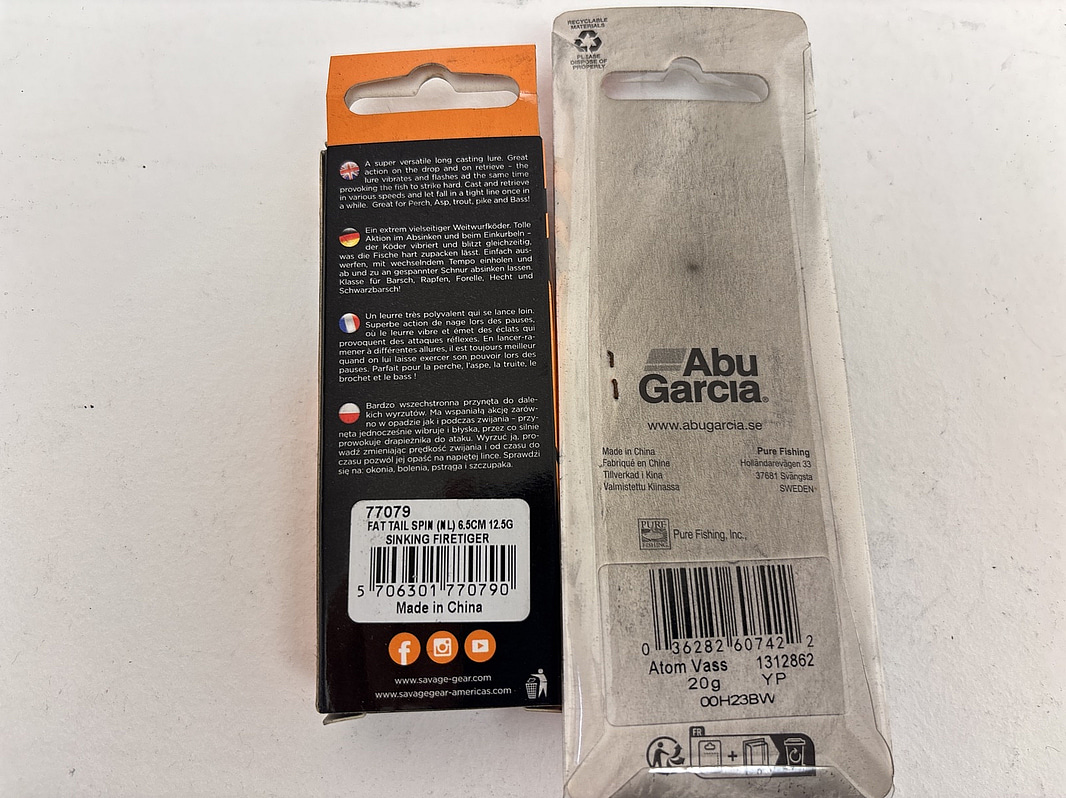 A super versatile long casting lure. Great
action on the drop and on retrieve – the
lure vibrates and flashes ad the same time
provoking the fish to strike hard. Cast and retrieve
in various speeds and let fall in a tight line once in
a while. Great for Perch, Asp, trout, pike and Bass!
Ein extrem vielseitiger Weitwurfköder. Tolle
Aktion im Absinken und beim Einkurbeln –
der Köder vibriert und blitzt gleichzeitig,
was die Fische hart zupacken lässt. Einfach aus-
werfen, mit wechselndem Tempo einholen und
ab und zu an gespannter Schnur absinken lassen.
Klasse für Barsch, Rapfen, Forelle, Hecht und
Schwarzbarsch!
Un leurre très polyvalent qui se lance loin.
Superbe action de nage lors des pauses,
où le leurre vibre et émet des éclats qui
provoquent des attaques réflexes. En lancer-ra-
mener à différentes allures, il est toujours meilleur
quand on lui laisse exercer son pouvoir lors des
pauses. Parfait pour la perche, l'aspe, la truite, le
brochet et le bass !
Bardzo wszechstronna przynęta do dale-
kich wyrzutów. Ma wspaniałą akcję zarów-
no w opadzie jak i podczas zwijania – przy-
nęta jednocześnie wibruje i błyska, przez co silnie
prowokuje drapieżnika do ataku. Wyrzuć ją, pro-
wadź zmieniając prędkość zwijania i od czasu do
czasu pozwól jej opaść na napiętej lince. Sprawdzi
się na: okonia, bolenia, pstrąga i szczupaka.
77079
FAT TAIL SPIN (NL) 6.5CM 12.5G
SINKING FIRETIGER
5 706301 770790
Made in China
www.savage-gear.com
www.savagegear-americas.com
RECYCLABLE
MATERIALS
PLEASE
DISPOSE OF
PROPERLY
Abu
Garcia®
www.abugarcia.se
Made in China
Fabriqué en Chine
Tillverkad i Kina
Valmistettu Kiinassa
Pure Fishing
Holländarevägen 33
37681 Svängsta
SWEDEN
PURE
FISHING
Pure Fishing, Inc.,
0 36282 60742 2
Atom Vass 1312862
20g YP
00H23BW
FR